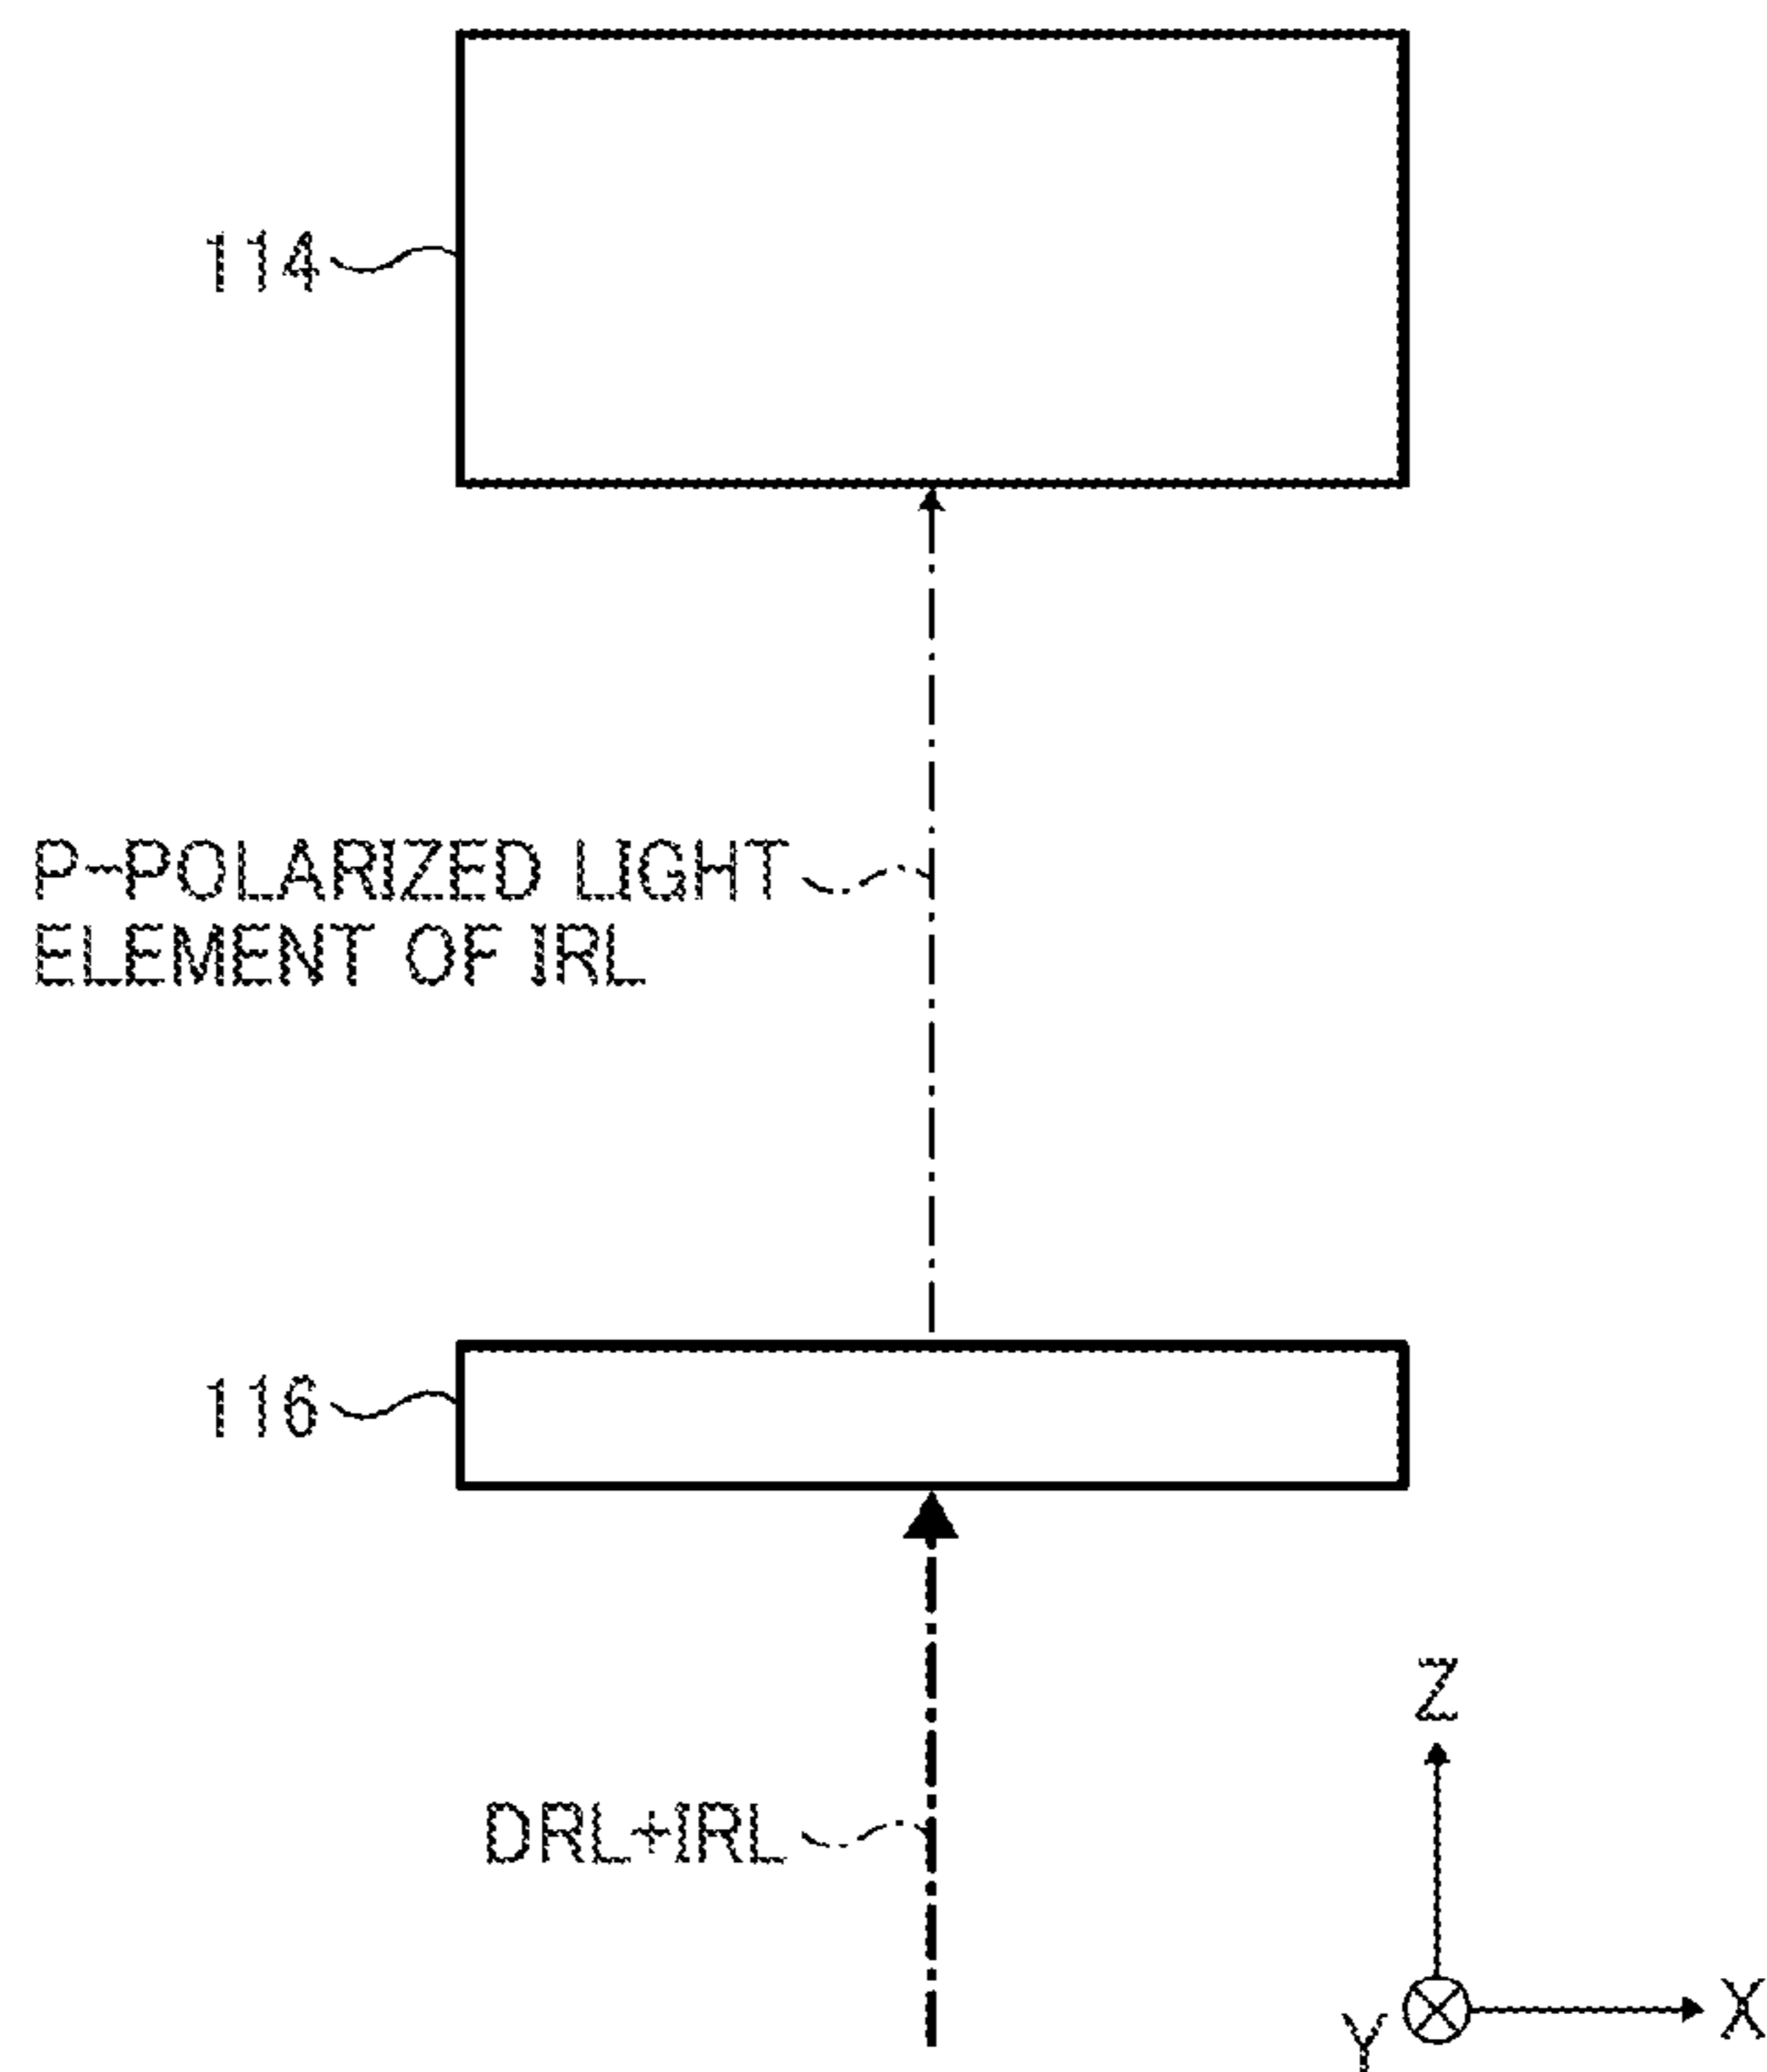 114
P-POLARIZED LIGHT
ELEMENT OF IRL
116
Z
DRL+IRL
X
Y